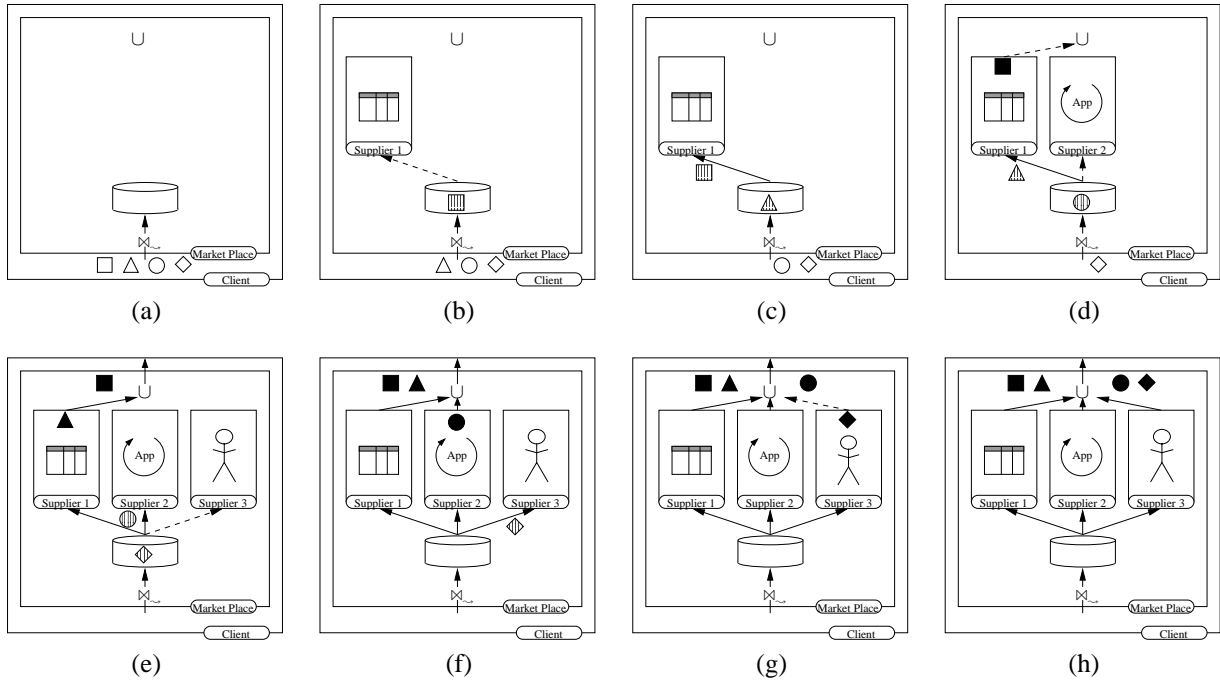 U
Market Place
Client
(a)
U
Supplier 1
Market Place
Client
(b)
U
Supplier 1
Market Place
Client
(c)
U
App
Supplier 1
Supplier 2
Market Place
Client
(d)
U
App
Supplier 1
Supplier 2
Supplier 3
Market Place
Client
(e)
U
App
Supplier 1
Supplier 2
Supplier 3
Market Place
Client
(f)
U
App
Supplier 1
Supplier 2
Supplier 3
Market Place
Client
(g)
U
App
Supplier 1
Supplier 2
Supplier 3
Market Place
Client
(h)